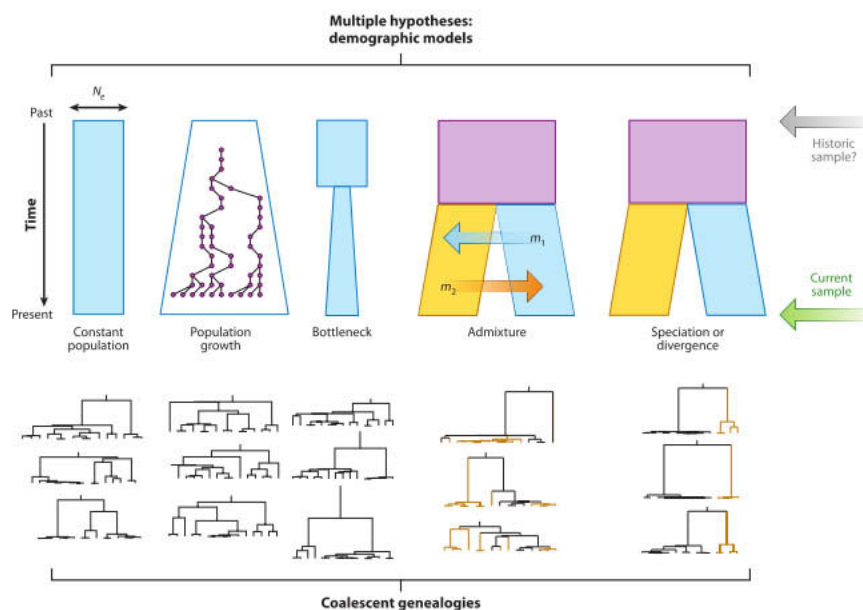 Multiple hypotheses:
demographic models
Ne
Past
Historic
sample?
Time
m1
m2
Current
sample
Present
Constant
population
Population
growth
Bottleneck
Admixture
Speciation or
divergence
Coalescent genealogies